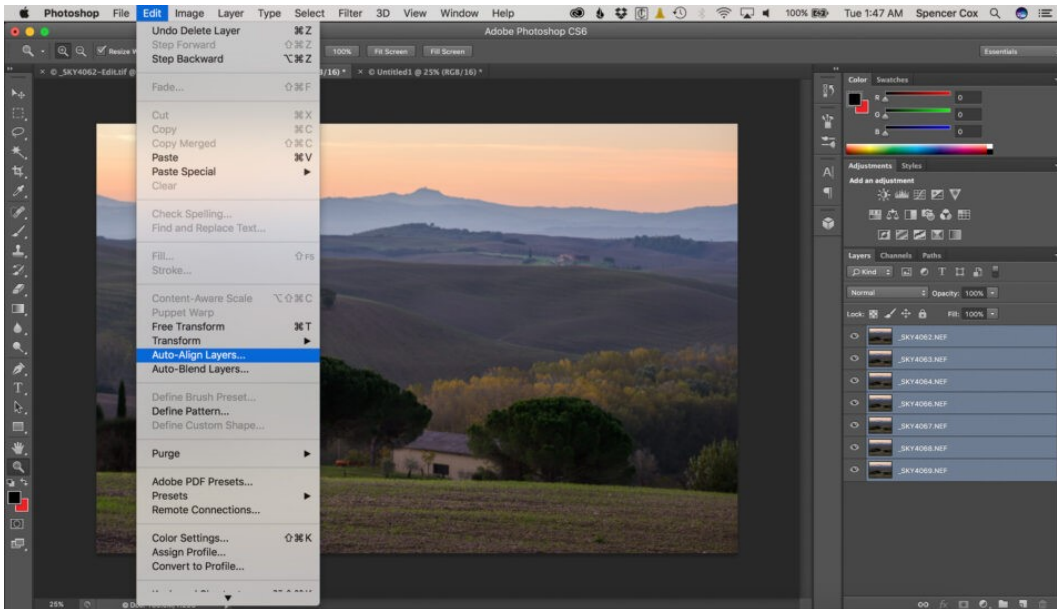 Photoshop File Edit Image Layer Type Select Filter 3D View Window Help 100% Tue 1:47 AM Spencer Cox
Adobe Photoshop CS6
100% Fit Screen Fill Screen Essentials
× © _SKY4062-Edit.tif @ /16) * × © Untitled1 @ 25% (RGB/16) *
Undo Delete Layer ⌘Z
Step Forward ⇧⌘Z
Step Backward ⌥⌘Z
Fade... ⇧⌘F
Cut ⌘X
Copy ⌘C
Copy Merged ⇧⌘C
Paste ⌘V
Paste Special
Clear
Check Spelling...
Find and Replace Text...
Fill... ⇧F5
Stroke...
Content-Aware Scale ⌥⇧⌘C
Puppet Warp
Free Transform ⌘T
Transform
Auto-Align Layers...
Auto-Blend Layers...
Define Brush Preset...
Define Pattern...
Define Custom Shape...
Purge
Adobe PDF Presets...
Presets
Remote Connections...
Color Settings... ⇧⌘K
Assign Profile...
Convert to Profile...
25%
Color Swatches
R 0
G 0
B 0
Adjustments Styles
Add an adjustment
Layers Channels Paths
Kind
Normal Opacity: 100%
Lock: Fill: 100%
_SKY4062.NEF
_SKY4063.NEF
_SKY4064.NEF
_SKY4066.NEF
_SKY4067.NEF
_SKY4068.NEF
_SKY4069.NEF